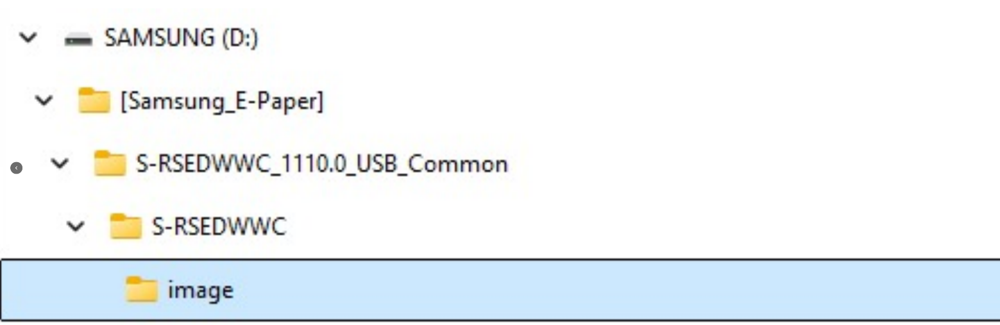 SAMSUNG (D:)
[Samsung_E-Paper]
S-RSEDWWC_1110.0_USB_Common
S-RSEDWWC
image